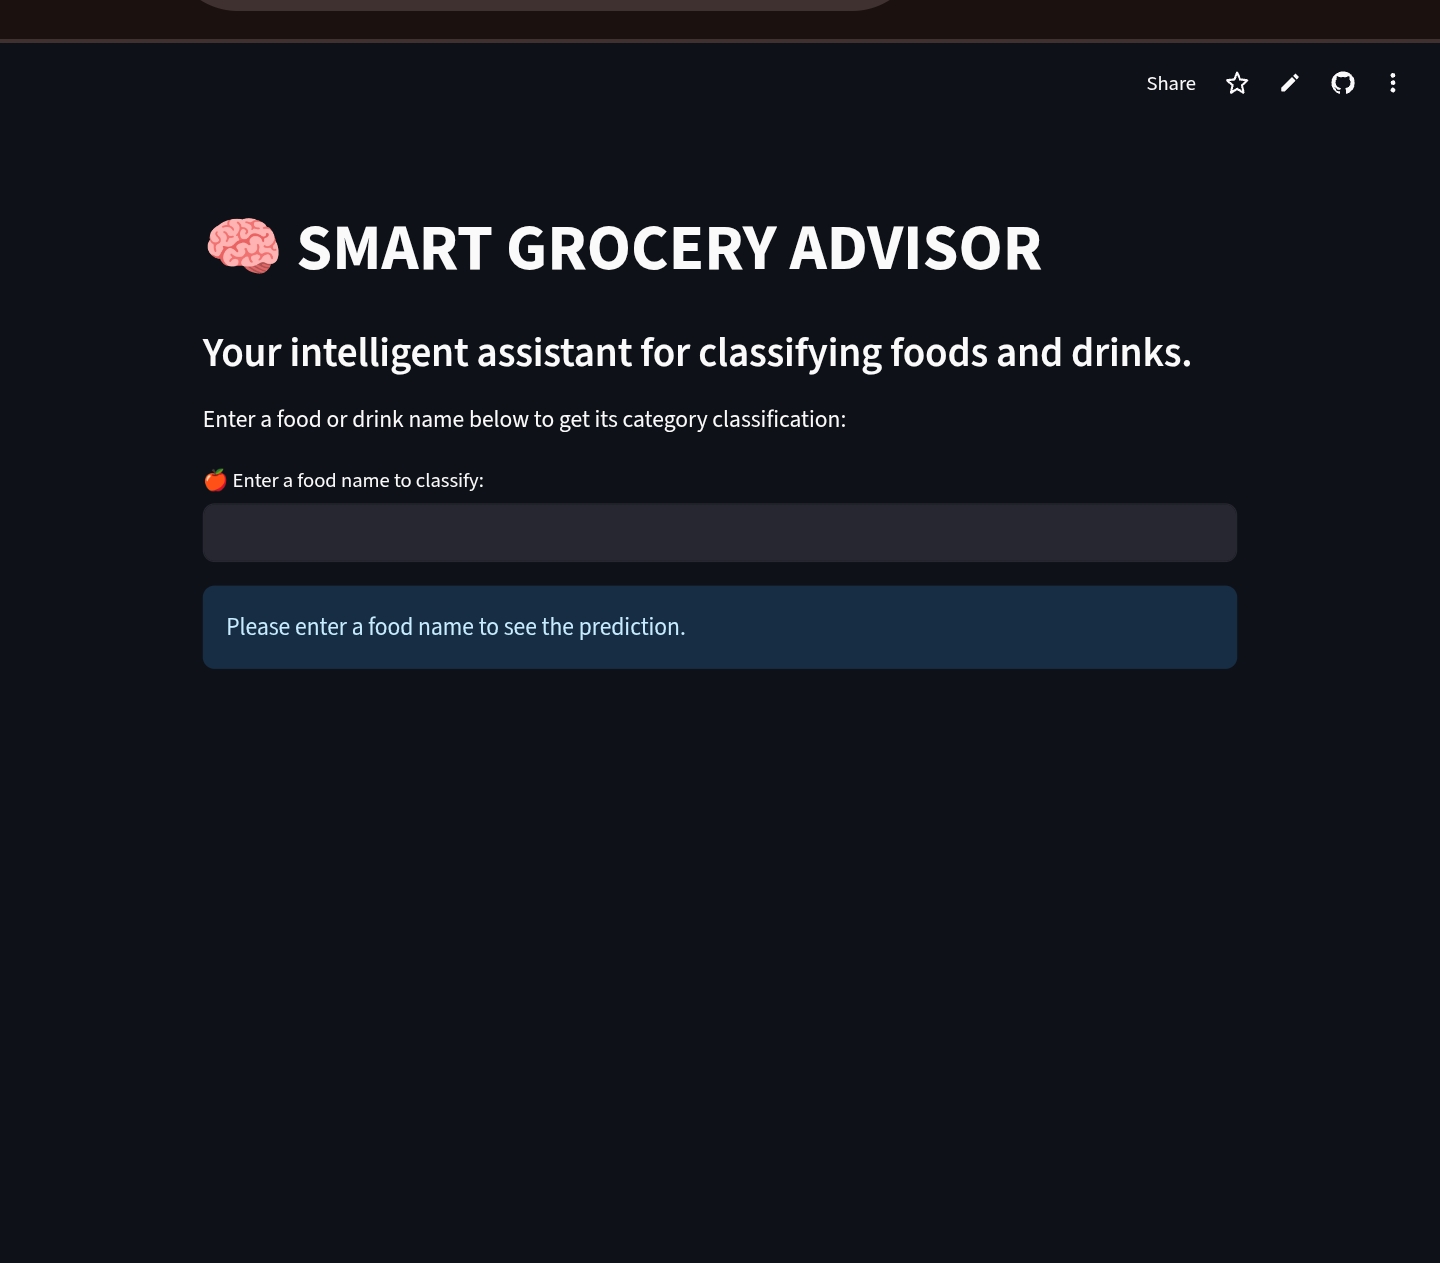 Share
🧠 SMART GROCERY ADVISOR
Your intelligent assistant for classifying foods and drinks.
Enter a food or drink name below to get its category classification:
🍎 Enter a food name to classify:
Please enter a food name to see the prediction.